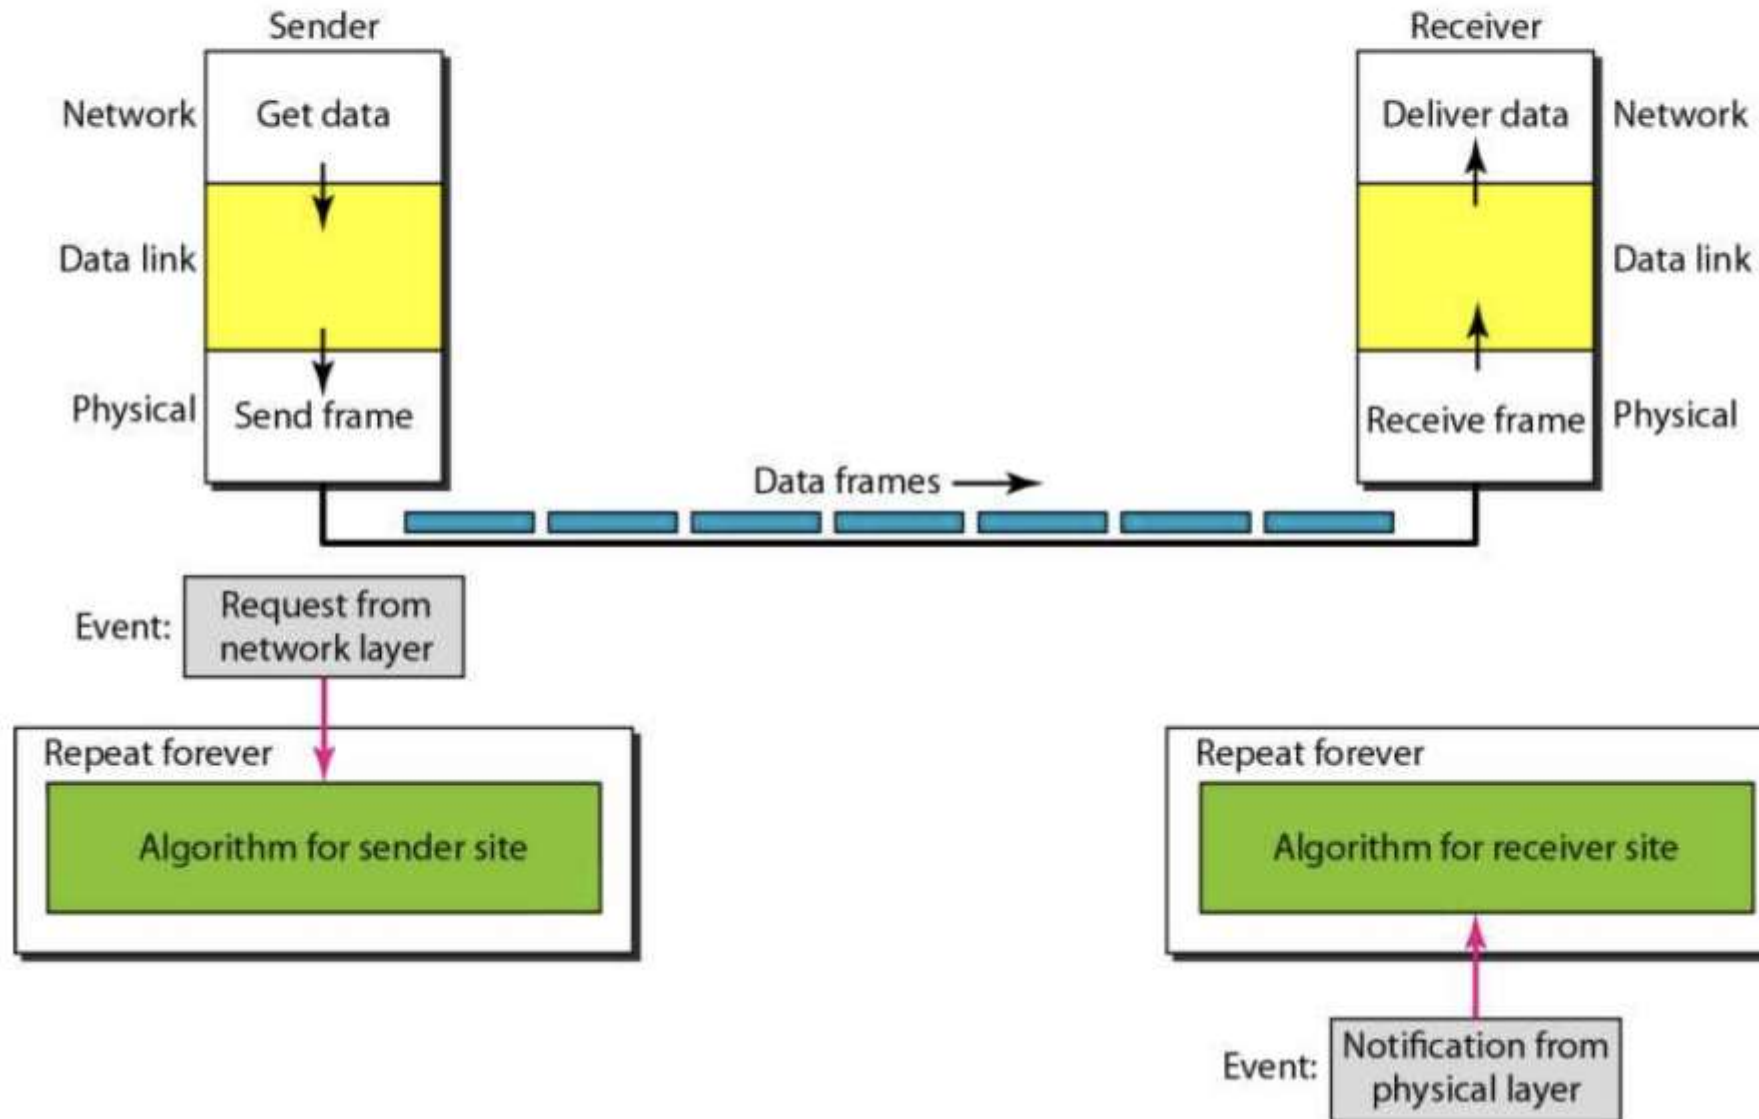 Sender
Receiver
Network
Get data
Deliver data
Network
Data link
Data link
Physical
Send frame
Receive frame
Physical
Data frames
Event:
Request from
network layer
Repeat forever
Algorithm for sender site
Repeat forever
Algorithm for receiver site
Event:
Notification from
physical layer